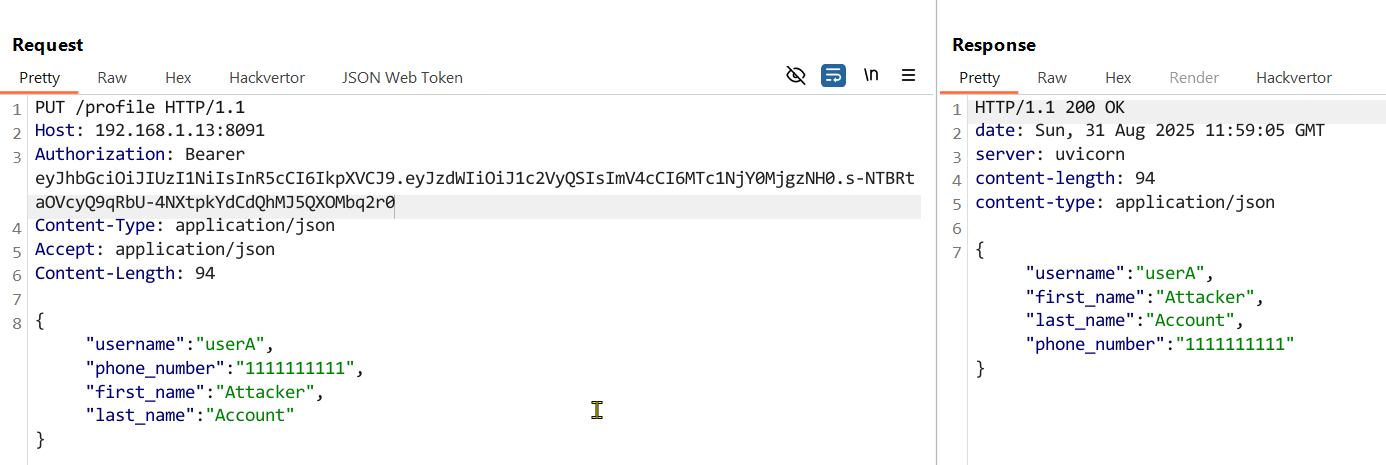 Request
Pretty Raw Hex Hackvertor JSON Web Token \n
1 PUT /profile HTTP/1.1
2 Host: 192.168.1.13:8091
3 Authorization: Bearer
eyJhbGciOiJIUzI1NiIsInR5cCI6IkpXVCJ9.eyJzdWIiOiJ1c2VyQSIsImV4cCI6MTc1NjY0MjgzNH0.s-NTBRt
aOVcyQ9qRbU-4NXtpkYdCdQhMJ5QXOMbq2r0
4 Content-Type: application/json
5 Accept: application/json
6 Content-Length: 94
7
8 {
"username":"userA",
"phone_number":"1111111111",
"first_name":"Attacker",
"last_name":"Account"
}
Response
Pretty Raw Hex Render Hackvertor
1 HTTP/1.1 200 OK
2 date: Sun, 31 Aug 2025 11:59:05 GMT
3 server: uvicorn
4 content-length: 94
5 content-type: application/json
6
7 {
"username":"userA",
"first_name":"Attacker",
"last_name":"Account",
"phone_number":"1111111111"
}